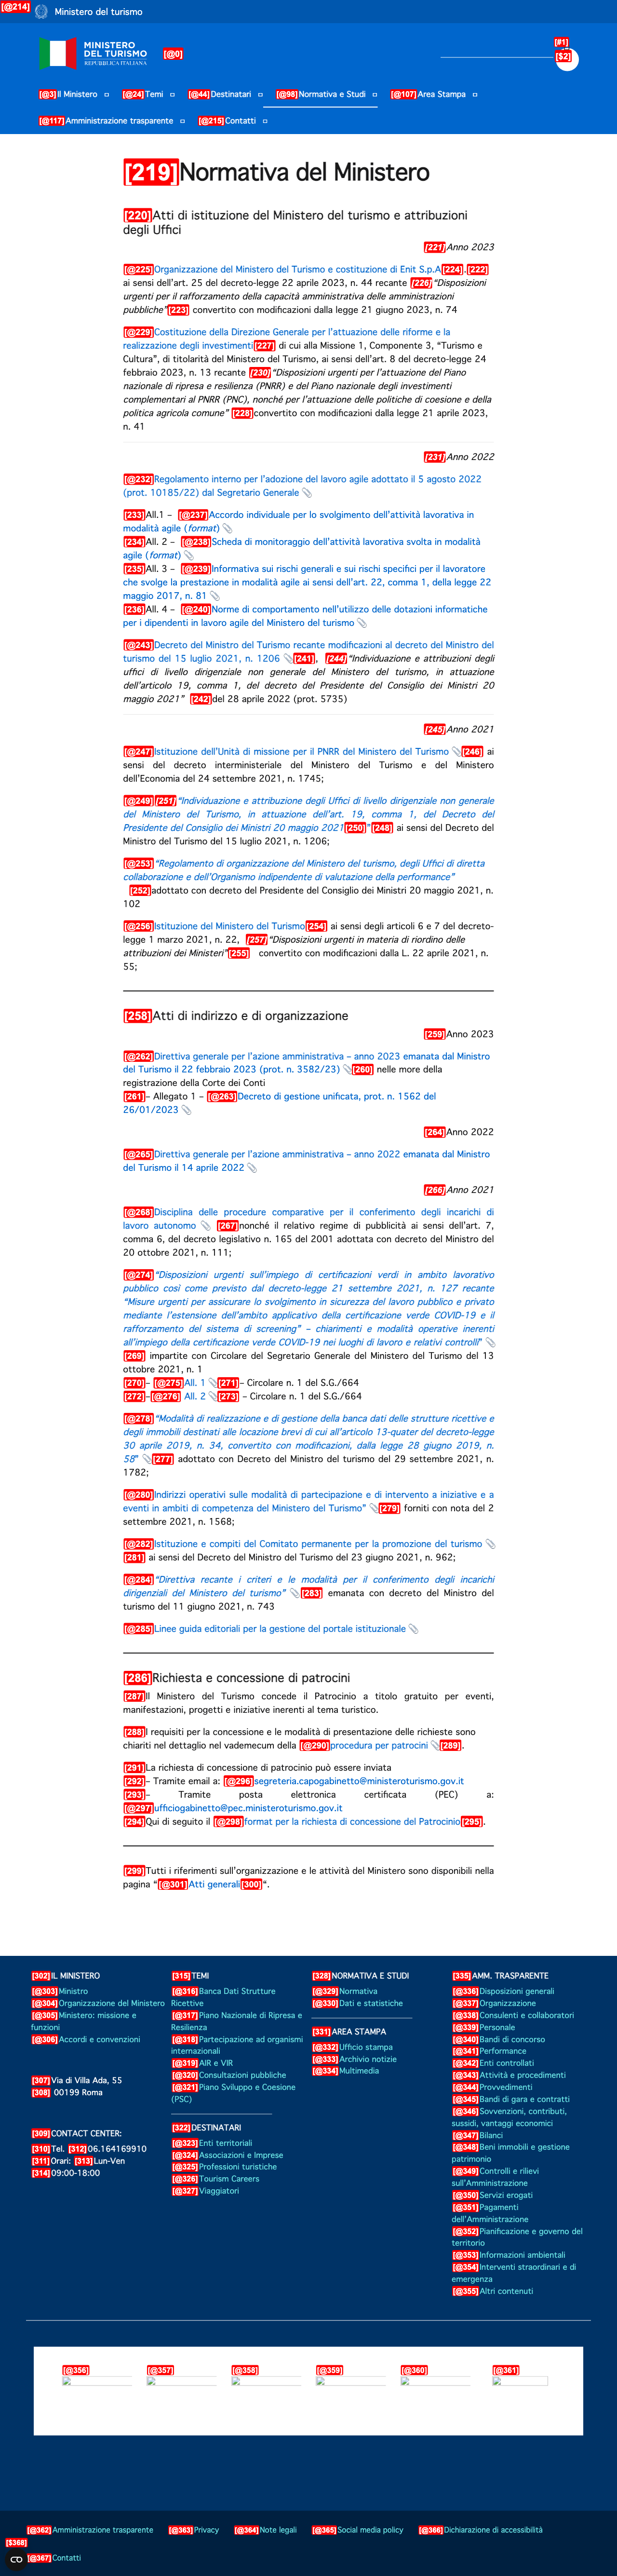 [@214] Ministero del turismo
MINISTERO
DEL TURISMO
REPUBBLICA ITALIANA
[@0]
[#1]
[$2]
[@3]Il Ministero [@24]Temi [@44]Destinatari [@98]Normativa e Studi [@107]Area Stampa
[@117]Amministrazione trasparente [@215]Contatti
[219]Normativa del Ministero
[220]Atti di istituzione del Ministero del turismo e attribuzioni
degli Uffici
[221]Anno 2023
[@225]Organizzazione del Ministero del Turismo e costituzione di Enit S.p.A[224].[222]
ai sensi dell’art. 25 del decreto-legge 22 aprile 2023, n. 44 recante [226]“Disposizioni
urgenti per il rafforzamento della capacità amministrativa delle amministrazioni
pubbliche”[223] convertito con modificazioni dalla legge 21 giugno 2023, n. 74
[@229]Costituzione della Direzione Generale per l’attuazione delle riforme e la
realizzazione degli investimenti[227] di cui alla Missione 1, Componente 3, “Turismo e
Cultura”, di titolarità del Ministero del Turismo, ai sensi dell’art. 8 del decreto-legge 24
febbraio 2023, n. 13 recante [230]“Disposizioni urgenti per l’attuazione del Piano
nazionale di ripresa e resilienza (PNRR) e del Piano nazionale degli investimenti
complementari al PNRR (PNC), nonché per l’attuazione delle politiche di coesione e della
politica agricola comune” [228]convertito con modificazioni dalla legge 21 aprile 2023,
n. 41
[231]Anno 2022
[@232]Regolamento interno per l’adozione del lavoro agile adottato il 5 agosto 2022
(prot. 10185/22) dal Segretario Generale
[233]All.1 – [@237]Accordo individuale per lo svolgimento dell’attività lavorativa in
modalità agile (format)
[234]All. 2 – [@238]Scheda di monitoraggio dell’attività lavorativa svolta in modalità
agile (format)
[235]All. 3 – [@239]Informativa sui rischi generali e sui rischi specifici per il lavoratore
che svolge la prestazione in modalità agile ai sensi dell’art. 22, comma 1, della legge 22
maggio 2017, n. 81
[236]All. 4 – [@240]Norme di comportamento nell’utilizzo delle dotazioni informatiche
per i dipendenti in lavoro agile del Ministero del turismo
[@243]Decreto del Ministro del Turismo recante modificazioni al decreto del Ministro del
turismo del 15 luglio 2021, n. 1206 [241], [244]“Individuazione e attribuzioni degli
uffici di livello dirigenziale non generale del Ministero del turismo, in attuazione
dell’articolo 19, comma 1, del decreto del Presidente del Consiglio dei Ministri 20
maggio 2021” [242]del 28 aprile 2022 (prot. 5735)
[245]Anno 2021
[@247]Istituzione dell’Unità di missione per il PNRR del Ministero del Turismo [246] ai
sensi del decreto interministeriale del Ministro del Turismo e del Ministero
dell’Economia del 24 settembre 2021, n. 1745;
[@249][251]“Individuazione e attribuzione degli Uffici di livello dirigenziale non generale
del Ministero del Turismo, in attuazione dell’art. 19, comma 1, del Decreto del
Presidente del Consiglio dei Ministri 20 maggio 2021[250]”[248] ai sensi del Decreto del
Ministro del Turismo del 15 luglio 2021, n. 1206;
[@253]“Regolamento di organizzazione del Ministero del turismo, degli Uffici di diretta
collaborazione e dell’Organismo indipendente di valutazione della performance”
[252]adottato con decreto del Presidente del Consiglio dei Ministri 20 maggio 2021, n.
102
[@256]Istituzione del Ministero del Turismo[254] ai sensi degli articoli 6 e 7 del decreto-
legge 1 marzo 2021, n. 22, [257]“Disposizioni urgenti in materia di riordino delle
attribuzioni dei Ministeri”[255] convertito con modificazioni dalla L. 22 aprile 2021, n.
55;
[258]Atti di indirizzo e di organizzazione
[259]Anno 2023
[@262]Direttiva generale per l’azione amministrativa – anno 2023 emanata dal Ministro
del Turismo il 22 febbraio 2023 (prot. n. 3582/23) [260] nelle more della
registrazione della Corte dei Conti
[261]– Allegato 1 – [@263]Decreto di gestione unificata, prot. n. 1562 del
26/01/2023
[264]Anno 2022
[@265]Direttiva generale per l’azione amministrativa – anno 2022 emanata dal Ministro
del Turismo il 14 aprile 2022
[266]Anno 2021
[@268]Disciplina delle procedure comparative per il conferimento degli incarichi di
lavoro autonomo [267]nonché il relativo regime di pubblicità ai sensi dell’art. 7,
comma 6, del decreto legislativo n. 165 del 2001 adottata con decreto del Ministro del
20 ottobre 2021, n. 111;
[@274]“Disposizioni urgenti sull’impiego di certificazioni verdi in ambito lavorativo
pubblico così come previsto dal decreto-legge 21 settembre 2021, n. 127 recante
“Misure urgenti per assicurare lo svolgimento in sicurezza del lavoro pubblico e privato
mediante l’estensione dell’ambito applicativo della certificazione verde COVID-19 e il
rafforzamento del sistema di screening” – chiarimenti e modalità operative inerenti
all’impiego della certificazione verde COVID-19 nei luoghi di lavoro e relativi controlli”
[269] impartite con Circolare del Segretario Generale del Ministero del Turismo del 13
ottobre 2021, n. 1
[270]– [@275]All. 1 [271]– Circolare n. 1 del S.G./664
[272]–[@276] All. 2 [273] – Circolare n. 1 del S.G./664
[@278]“Modalità di realizzazione e di gestione della banca dati delle strutture ricettive e
degli immobili destinati alle locazione brevi di cui all’articolo 13-quater del decreto-legge
30 aprile 2019, n. 34, convertito con modificazioni, dalla legge 28 giugno 2019, n.
58” [277] adottato con Decreto del Ministro del turismo del 29 settembre 2021, n.
1782;
[@280]Indirizzi operativi sulle modalità di partecipazione e di intervento a iniziative e a
eventi in ambiti di competenza del Ministero del Turismo” [279] forniti con nota del 2
settembre 2021, n. 1568;
[@282]Istituzione e compiti del Comitato permanente per la promozione del turismo
[281] ai sensi del Decreto del Ministro del Turismo del 23 giugno 2021, n. 962;
[@284]“Direttiva recante i criteri e le modalità per il conferimento degli incarichi
dirigenziali del Ministero del turismo” [283] emanata con decreto del Ministro del
turismo del 11 giugno 2021, n. 743
[@285]Linee guida editoriali per la gestione del portale istituzionale
[286]Richiesta e concessione di patrocini
[287]Il Ministero del Turismo concede il Patrocinio a titolo gratuito per eventi,
manifestazioni, progetti e iniziative inerenti al tema turistico.
[288]I requisiti per la concessione e le modalità di presentazione delle richieste sono
chariti nel dettaglio nel vademecum della [@290]procedura per patrocini [289].
[291]La richiesta di concessione di patrocinio può essere inviata
[292]– Tramite email a: [@296]segreteria.capogabinetto@ministeroturismo.gov.it
[293]– Tramite posta elettronica certificata (PEC) a:
[@297]ufficiogabinetto@pec.ministeroturismo.gov.it
[294]Qui di seguito il [@298]format per la richiesta di concessione del Patrocinio[295].
[299]Tutti i riferimenti sull’organizzazione e le attività del Ministero sono disponibili nella
pagina “[@301]Atti generali[300]“.
[302]IL MINISTERO
[@303]Ministro
[@304]Organizzazione del Ministero
[@305]Ministero: missione e
funzioni
[@306]Accordi e convenzioni
[307]Via di Villa Ada, 55
[308] 00199 Roma
[309]CONTACT CENTER:
[310]Tel. [312]06.164169910
[311]Orari: [313]Lun-Ven
[314]09:00-18:00
[315]TEMI
[@316]Banca Dati Strutture
Ricettive
[@317]Piano Nazionale di Ripresa e
Resilienza
[@318]Partecipazione ad organismi
internazionali
[@319]AIR e VIR
[@320]Consultazioni pubbliche
[@321]Piano Sviluppo e Coesione
(PSC)
[322]DESTINATARI
[@323]Enti territoriali
[@324]Associazioni e Imprese
[@325]Professioni turistiche
[@326]Tourism Careers
[@327]Viaggiatori
[328]NORMATIVA E STUDI
[@329]Normativa
[@330]Dati e statistiche
[331]AREA STAMPA
[@332]Ufficio stampa
[@333]Archivio notizie
[@334]Multimedia
[335]AMM. TRASPARENTE
[@336]Disposizioni generali
[@337]Organizzazione
[@338]Consulenti e collaboratori
[@339]Personale
[@340]Bandi di concorso
[@341]Performance
[@342]Enti controllati
[@343]Attività e procedimenti
[@344]Provvedimenti
[@345]Bandi di gara e contratti
[@346]Sovvenzioni, contributi,
sussidi, vantaggi economici
[@347]Bilanci
[@348]Beni immobili e gestione
patrimonio
[@349]Controlli e rilievi
sull’Amministrazione
[@350]Servizi erogati
[@351]Pagamenti
dell’Amministrazione
[@352]Pianificazione e governo del
territorio
[@353]Informazioni ambientali
[@354]Interventi straordinari e di
emergenza
[@355]Altri contenuti
[@356] [@357] [@358] [@359] [@360] [@361]
[@362]Amministrazione trasparente [@363]Privacy [@364]Note legali [@365]Social media policy [@366]Dichiarazione di accessibilità
[$368]
[@367]Contatti